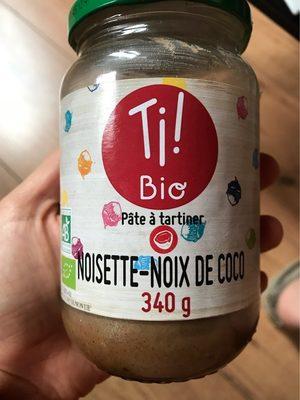 Ti!
Bio
Pâte à tartiner
NOISETTE-NOIX DE COCO
340 g